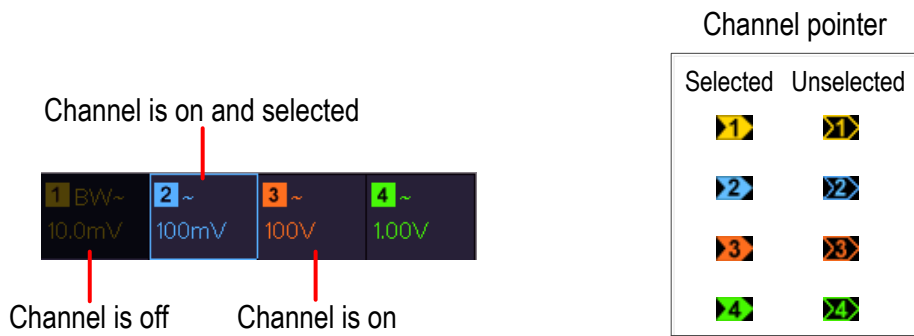 Channel pointer
Selected Unselected
Channel is on and selected
1 BW~ 2 ~ 3 ~ 4 ~
10.0mV 100mV 100V 1.00V
Channel is off Channel is on
1 1
2 2
3 3
4 4